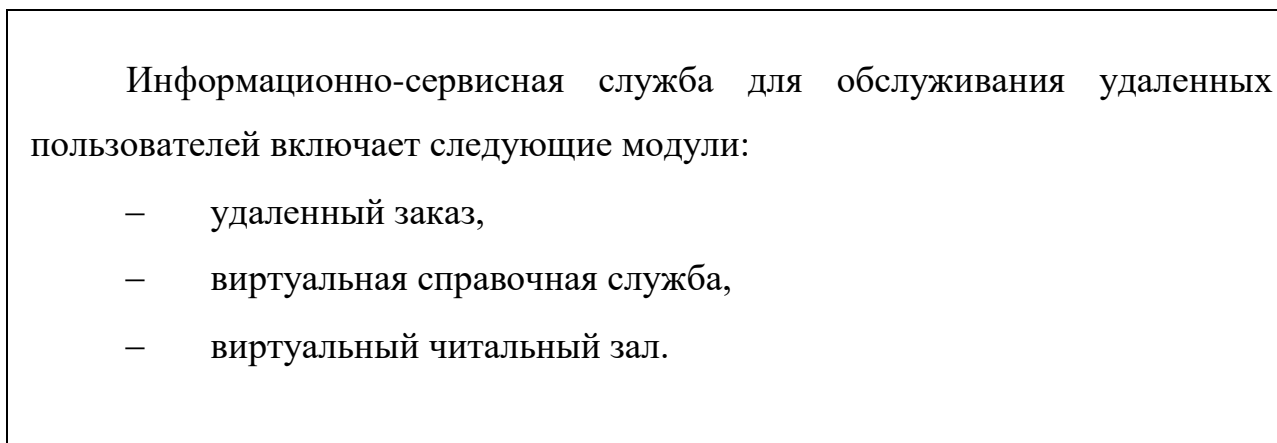 Информационно-сервисная служба для обслуживания удаленных
пользователей включает следующие модули:
– удаленный заказ,
– виртуальная справочная служба,
– виртуальный читальный зал.